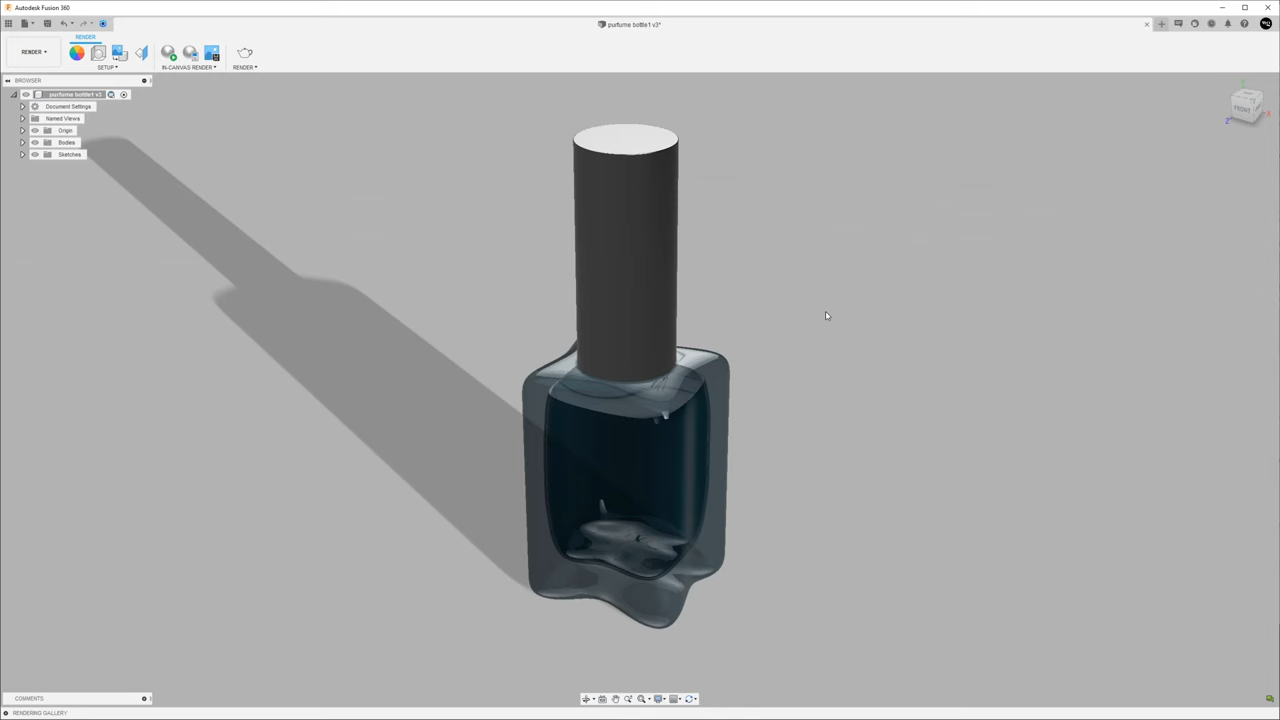 Autodesk Fusion 360
purfume bottle1 v3*
RENDER
RENDER
SETUP
IN-CANVAS RENDER
RENDER
BROWSER
purfume bottle1 v3
Document Settings
Named Views
Origin
Bodies
Sketches
FRONT
Z
X
COMMENTS
RENDERING GALLERY